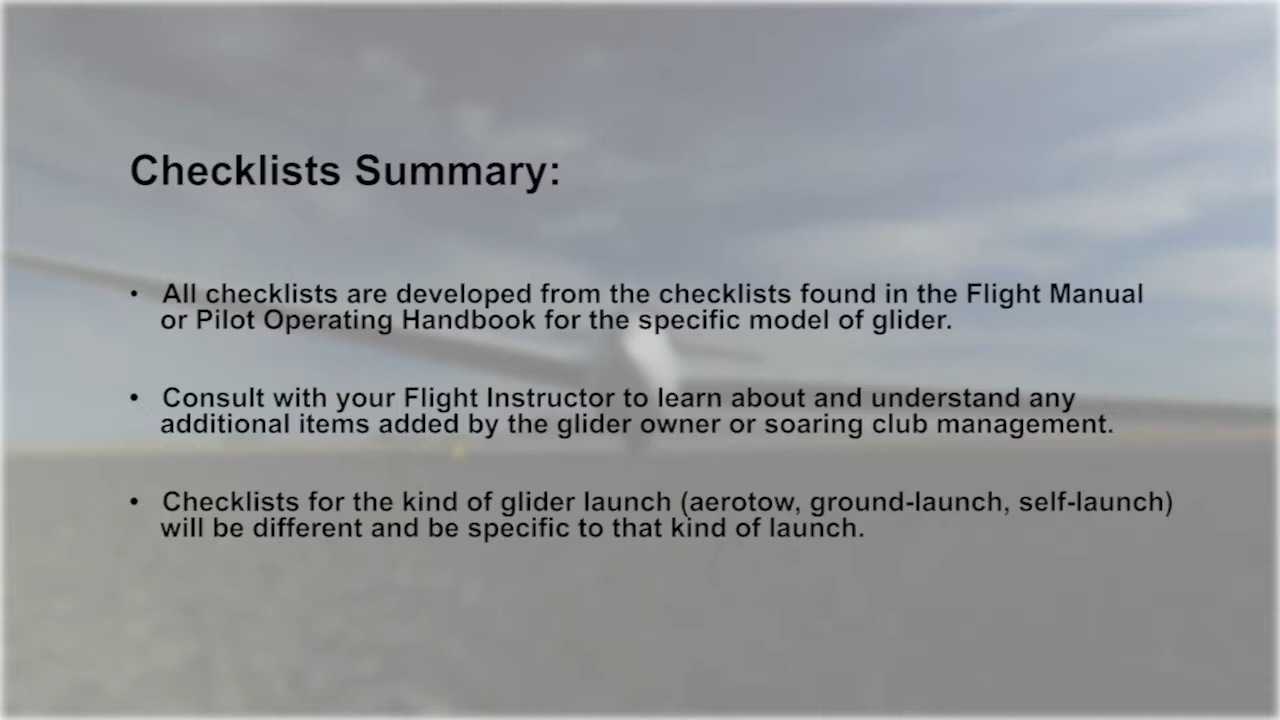 Checklists Summary:
• All checklists are developed from the checklists found in the Flight Manual
or Pilot Operating Handbook for the specific model of glider.
• Consult with your Flight Instructor to learn about and understand any
additional items added by the glider owner or soaring club management.
• Checklists for the kind of glider launch (aerotow, ground-launch, self-launch)
will be different and be specific to that kind of launch.